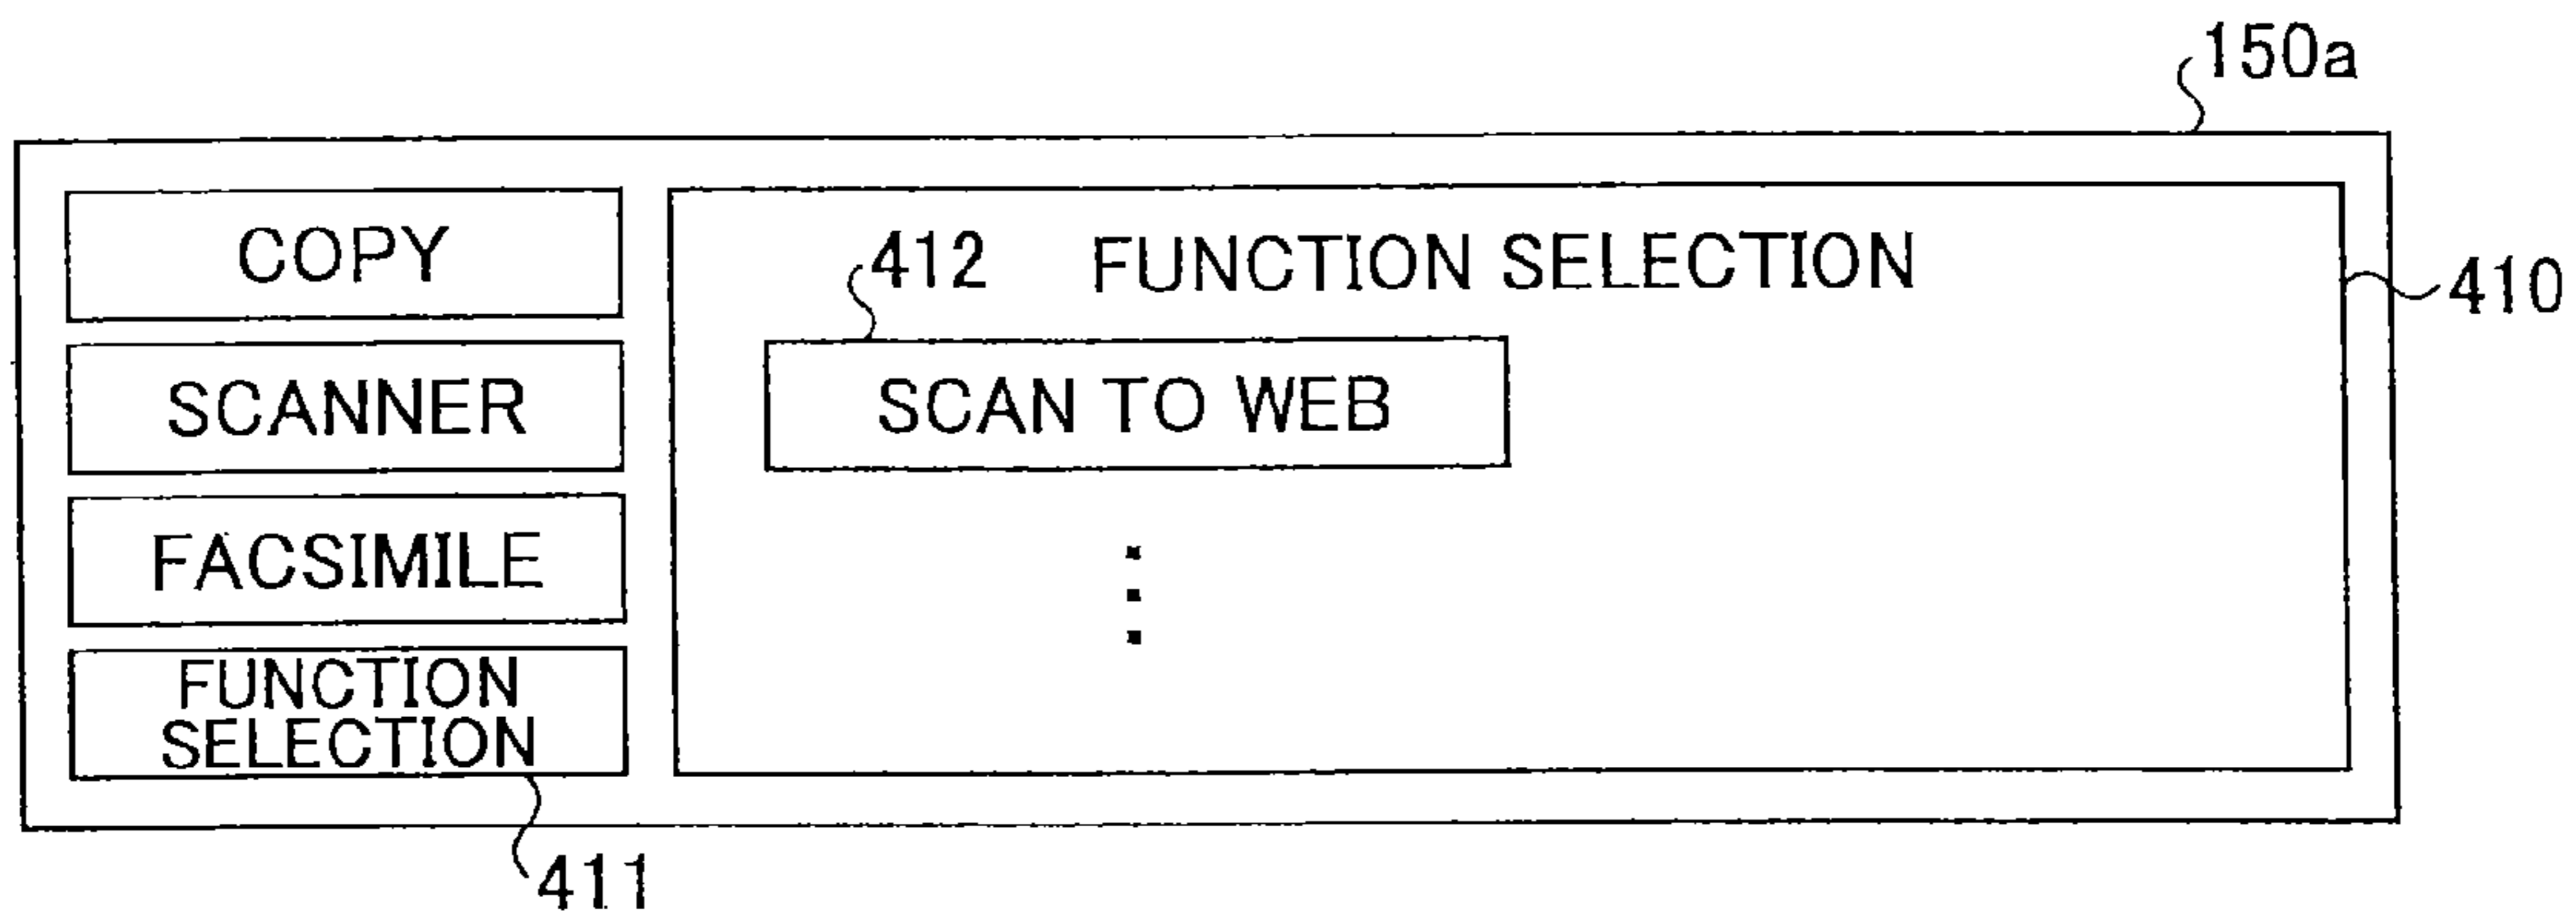 150a
COPY
SCANNER
FACSIMILE
FUNCTION
SELECTION
411
412 FUNCTION SELECTION
410
SCAN TO WEB